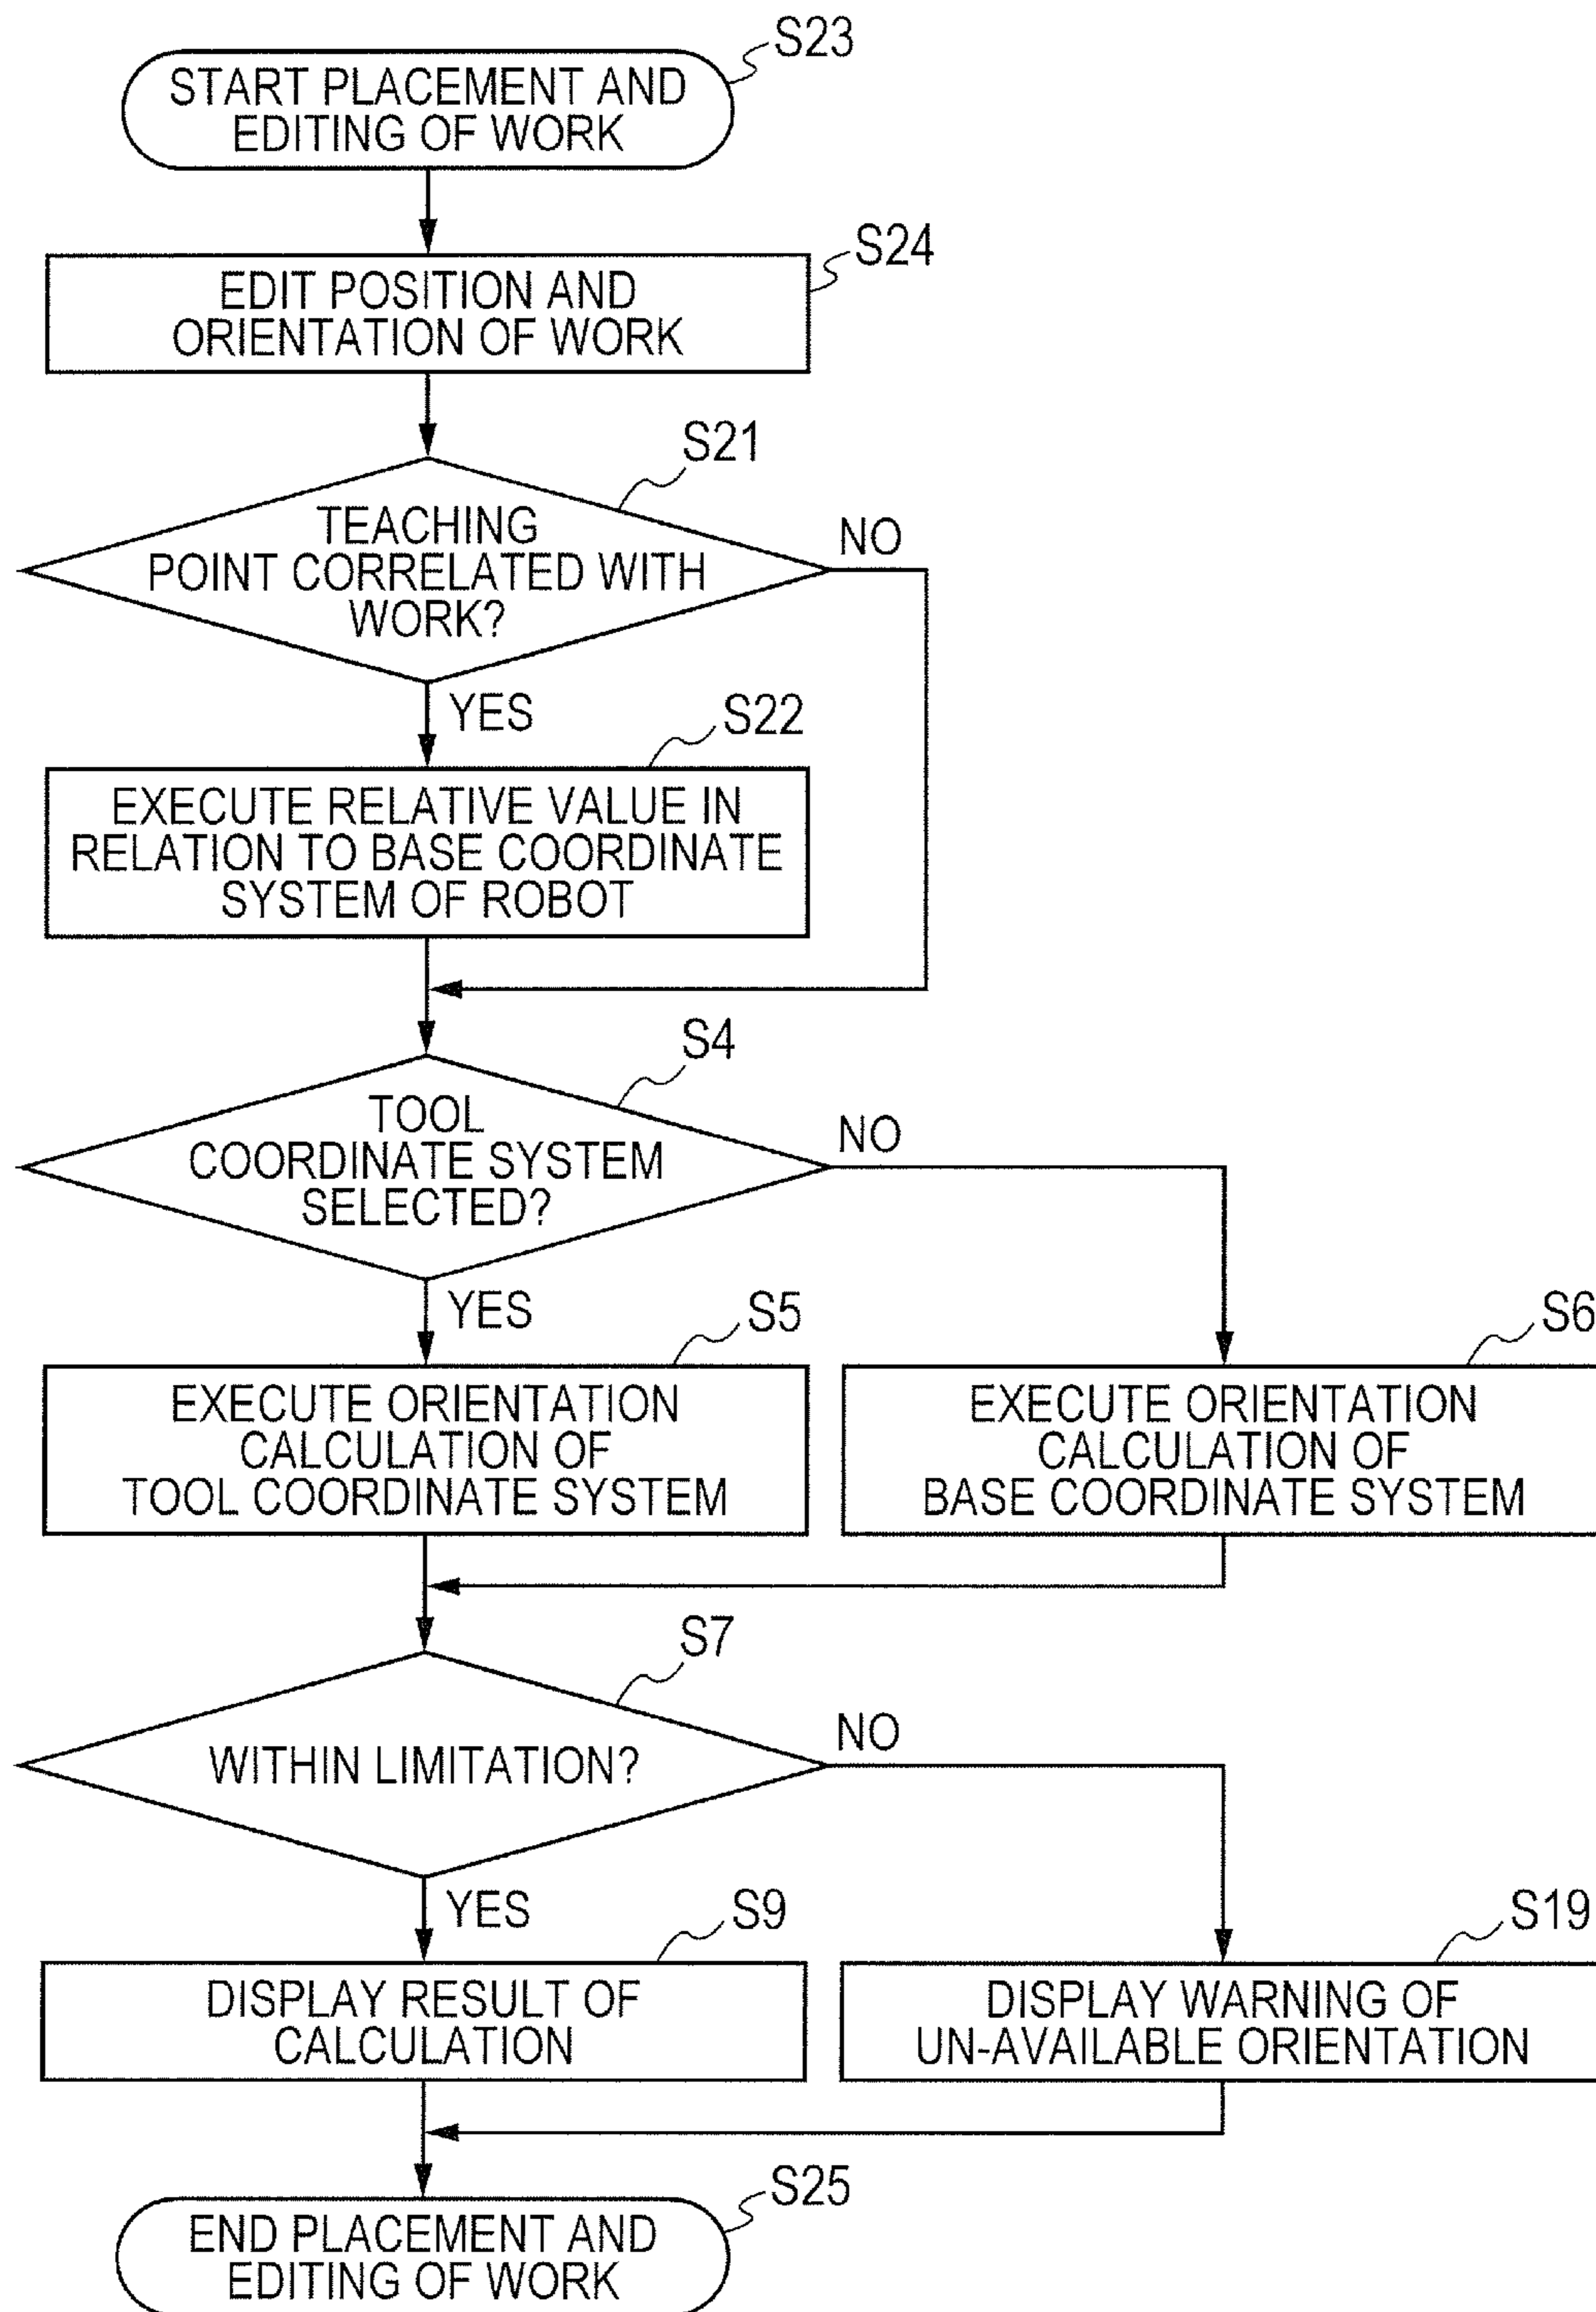 S23
START PLACEMENT AND
EDITING OF WORK
S24
EDIT POSITION AND
ORIENTATION OF WORK
S21
TEACHING
POINT CORRELATED WITH
WORK?
NO
YES
S22
EXECUTE RELATIVE VALUE IN
RELATION TO BASE COORDINATE
SYSTEM OF ROBOT
S4
TOOL
COORDINATE SYSTEM
SELECTED?
NO
YES
S5
EXECUTE ORIENTATION
CALCULATION OF
TOOL COORDINATE SYSTEM
S6
EXECUTE ORIENTATION
CALCULATION OF
BASE COORDINATE SYSTEM
S7
WITHIN LIMITATION?
NO
YES
S9
DISPLAY RESULT OF
CALCULATION
S19
DISPLAY WARNING OF
UN-AVAILABLE ORIENTATION
S25
END PLACEMENT AND
EDITING OF WORK